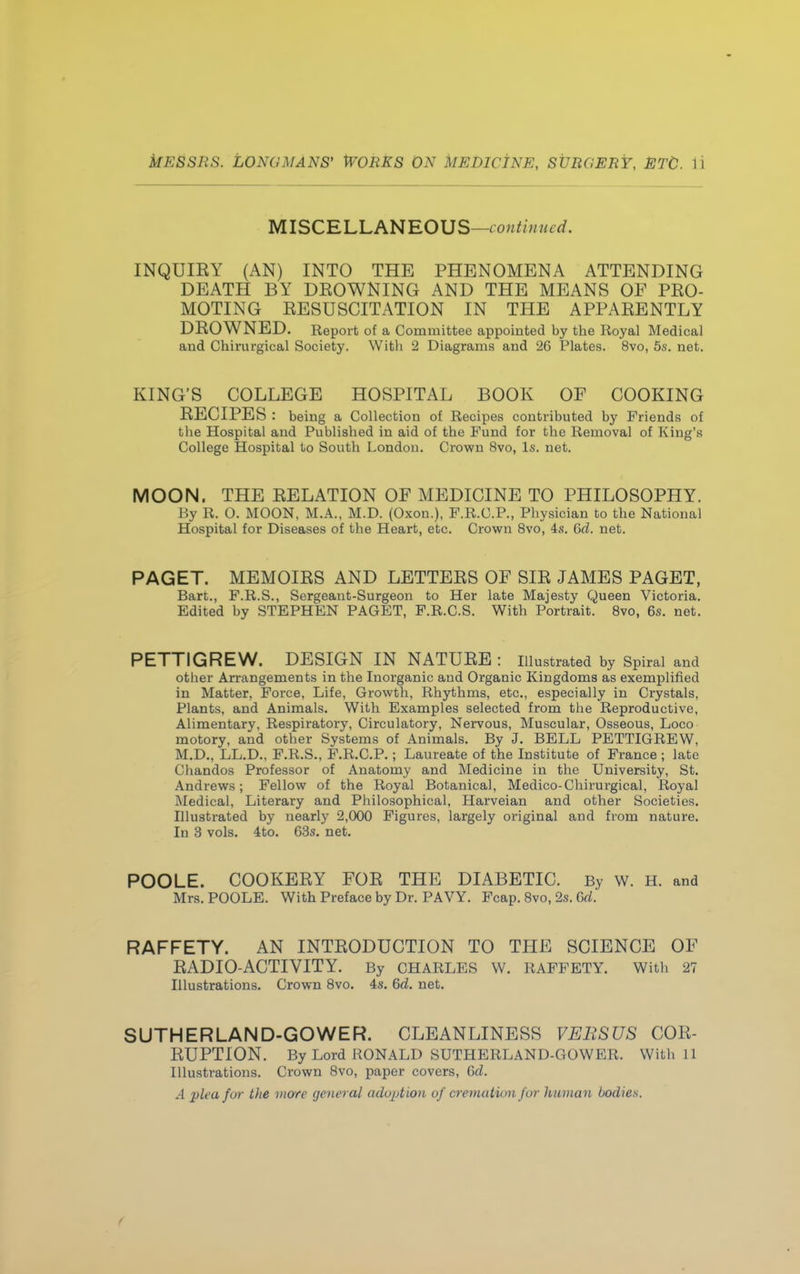 MESSRS. LONGMANS' WORKS ON MEDICINE, SURGERY, ETC. 11
MISCELLANEOUS—continued.
INQUIRY (AN) INTO THE PHENOMENA ATTENDING
DEATH BY DROWNING AND THE MEANS OF PRO-
MOTING RESUSCITATION IN THE APPARENTLY
DROWNED. Report of a Committee appointed by the Royal Medical
and Chirurgical Society. With 2 Diagrams and 26 Plates. 8vo, 5s. net.
KING'S COLLEGE HOSPITAL BOOK OF COOKING
RECIPES : being a Collection of Recipes contributed by Friends of
the Hospital and Published in aid of the Fund for the Removal of King's
College Hospital to South London. Crown 8vo, 1s. net.
MOON. THE RELATION OF MEDICINE TO PHILOSOPHY.
By R. O. MOON, M.A., M.D. (Oxon.), F.R.C.P., Physician to the National
Hospital for Diseases of the Heart, etc. Crown 8vo, 4s. 6d. net.
PAGET. MEMOIRS AND LETTERS OF SIR JAMES PAGET,
Bart., F.R.S., Sergeant-Surgeon to Her late Majesty Queen Victoria.
Edited by STEPHEN PAGET, F.R.C.S. With Portrait. 8vo, 6s. net.
PETTIGREW. DESIGN IN NATURE : Illustrated by Spiral and
other Arrangements in the Inorganic and Organic Kingdoms as exemplified
in Matter, Force, Life, Growth, Rhythms, etc., especially in Crystals,
Plants, and Animals. With Examples selected from the Reproductive,
Alimentary, Respiratory, Circulatory, Nervous, Muscular, Osseous, Loco
motory, and other Systems of Animals. By J. BELL PETTIGREW,
M.D., LL.D., F.R.S., F.R.C.P. ; Laureate of the Institute of France ; late
Chandos Professor of Anatomy and Medicine in the University, St.
Andrews ; Fellow of the Royal Botanical, Medico-Chirurgical, Royal
Medical, Literary and Philosophical, Harveian and other Societies.
Illustrated by nearly 2,000 Figures, largely original and from nature.
In 3 vols. 4to. 63s. net.
POOLE. COOKERY FOR THE DIABETIC. By W. H. and
Mrs. POOLE. With Preface by Dr. PAVY. Fcap. 8vo, 2s. 6d.
RAFFETY. AN INTRODUCTION TO THE SCIENCE OF
RADIO-ACTIVITY. By CHARLES W. RAFFETY. With 27
Illustrations. Crown 8vo. 4s. 6d. net.
SUTHERLAND-GOWER. CLEANLINESS VERSUS COR-
RUPTION. By Lord RONALD SUTHERLAND-GOWER. With 11
Illustrations. Crown 8vo, paper covers, 6d.
A plea for the more general adoption of cremation for human bodies.